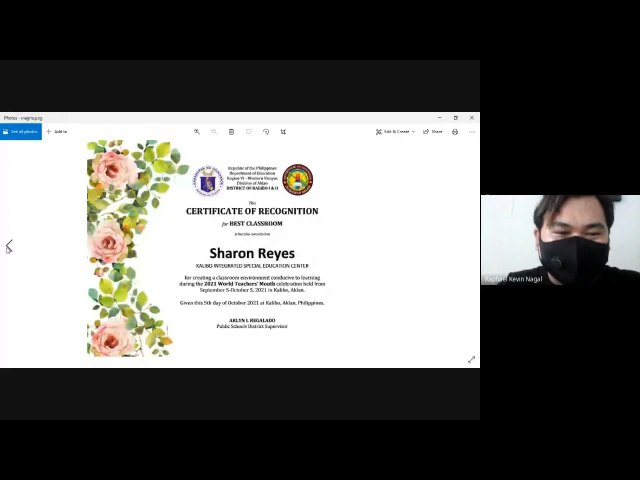 Photos - inegna.png
See all photos
Add to
Edit & Create
Share
Republic of the Philippines
Department of Education
Region VI - Western Visayas
Division of Aklan
DISTRICT OF KALIBO I & II
This
CERTIFICATE OF RECOGNITION
for BEST CLASSROOM
is hereby awarded to
Sharon Reyes
KALIBO INTEGRATED SPECIAL EDUCATION CENTER
for creating a classroom environment conducive to learning
during the 2021 World Teachers' Month celebration held from
September 5-October 5, 2021 in Kalibo, Aklan.
Given this 5th day of October 2021 at Kalibo, Aklan, Philippines.
ARLYN I. REGALADO
Public Schools District Supervisor
Raphael Kevin Nagal